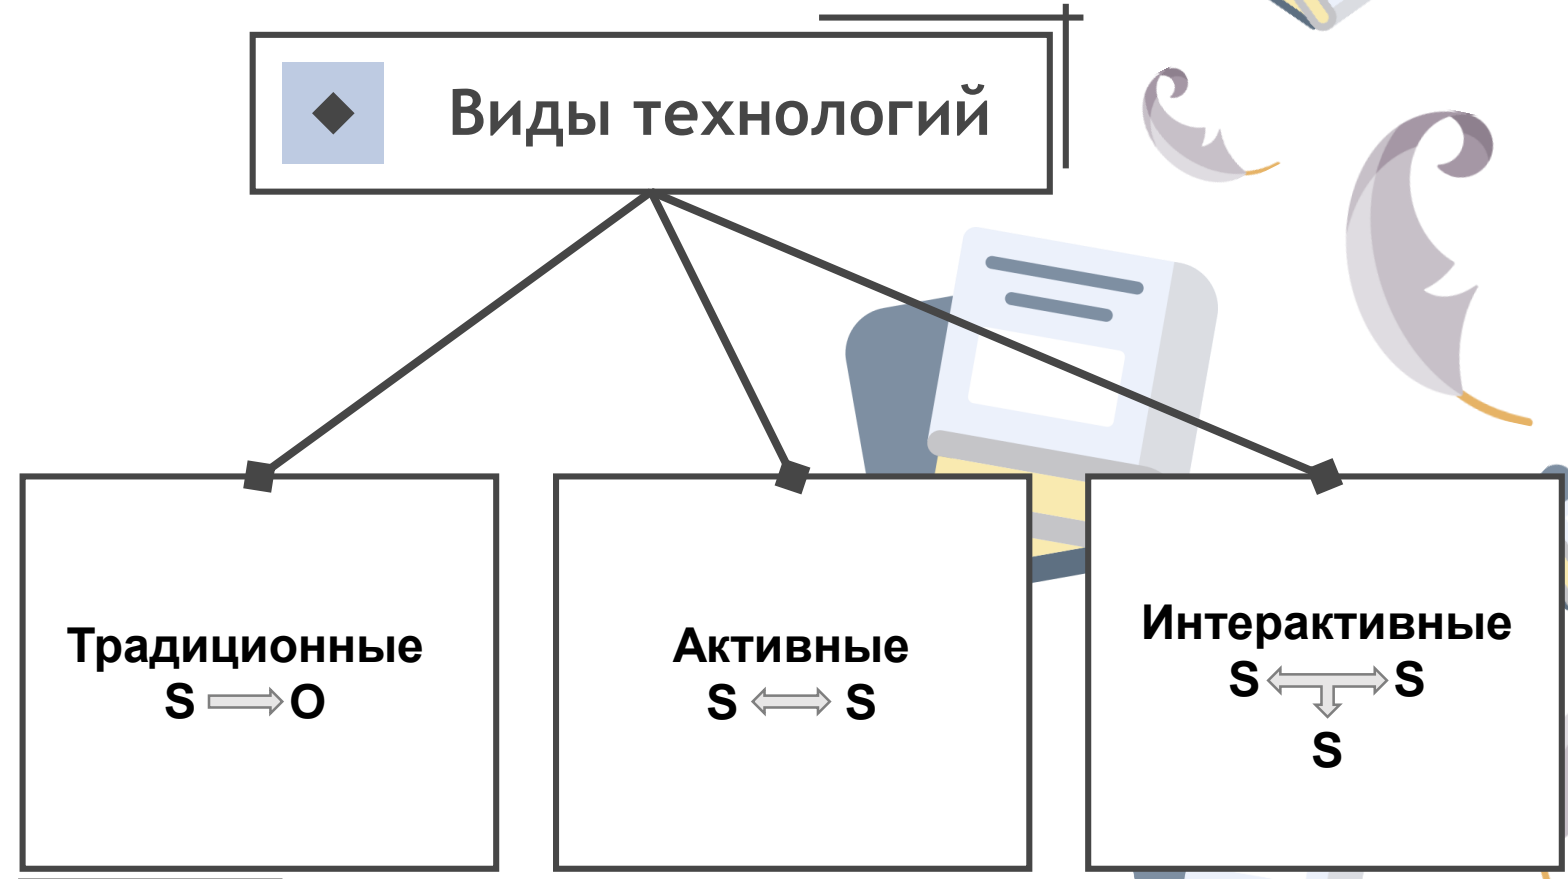 Виды технологий
Традиционные
S O
Активные
S S
Интерактивные
S S
S